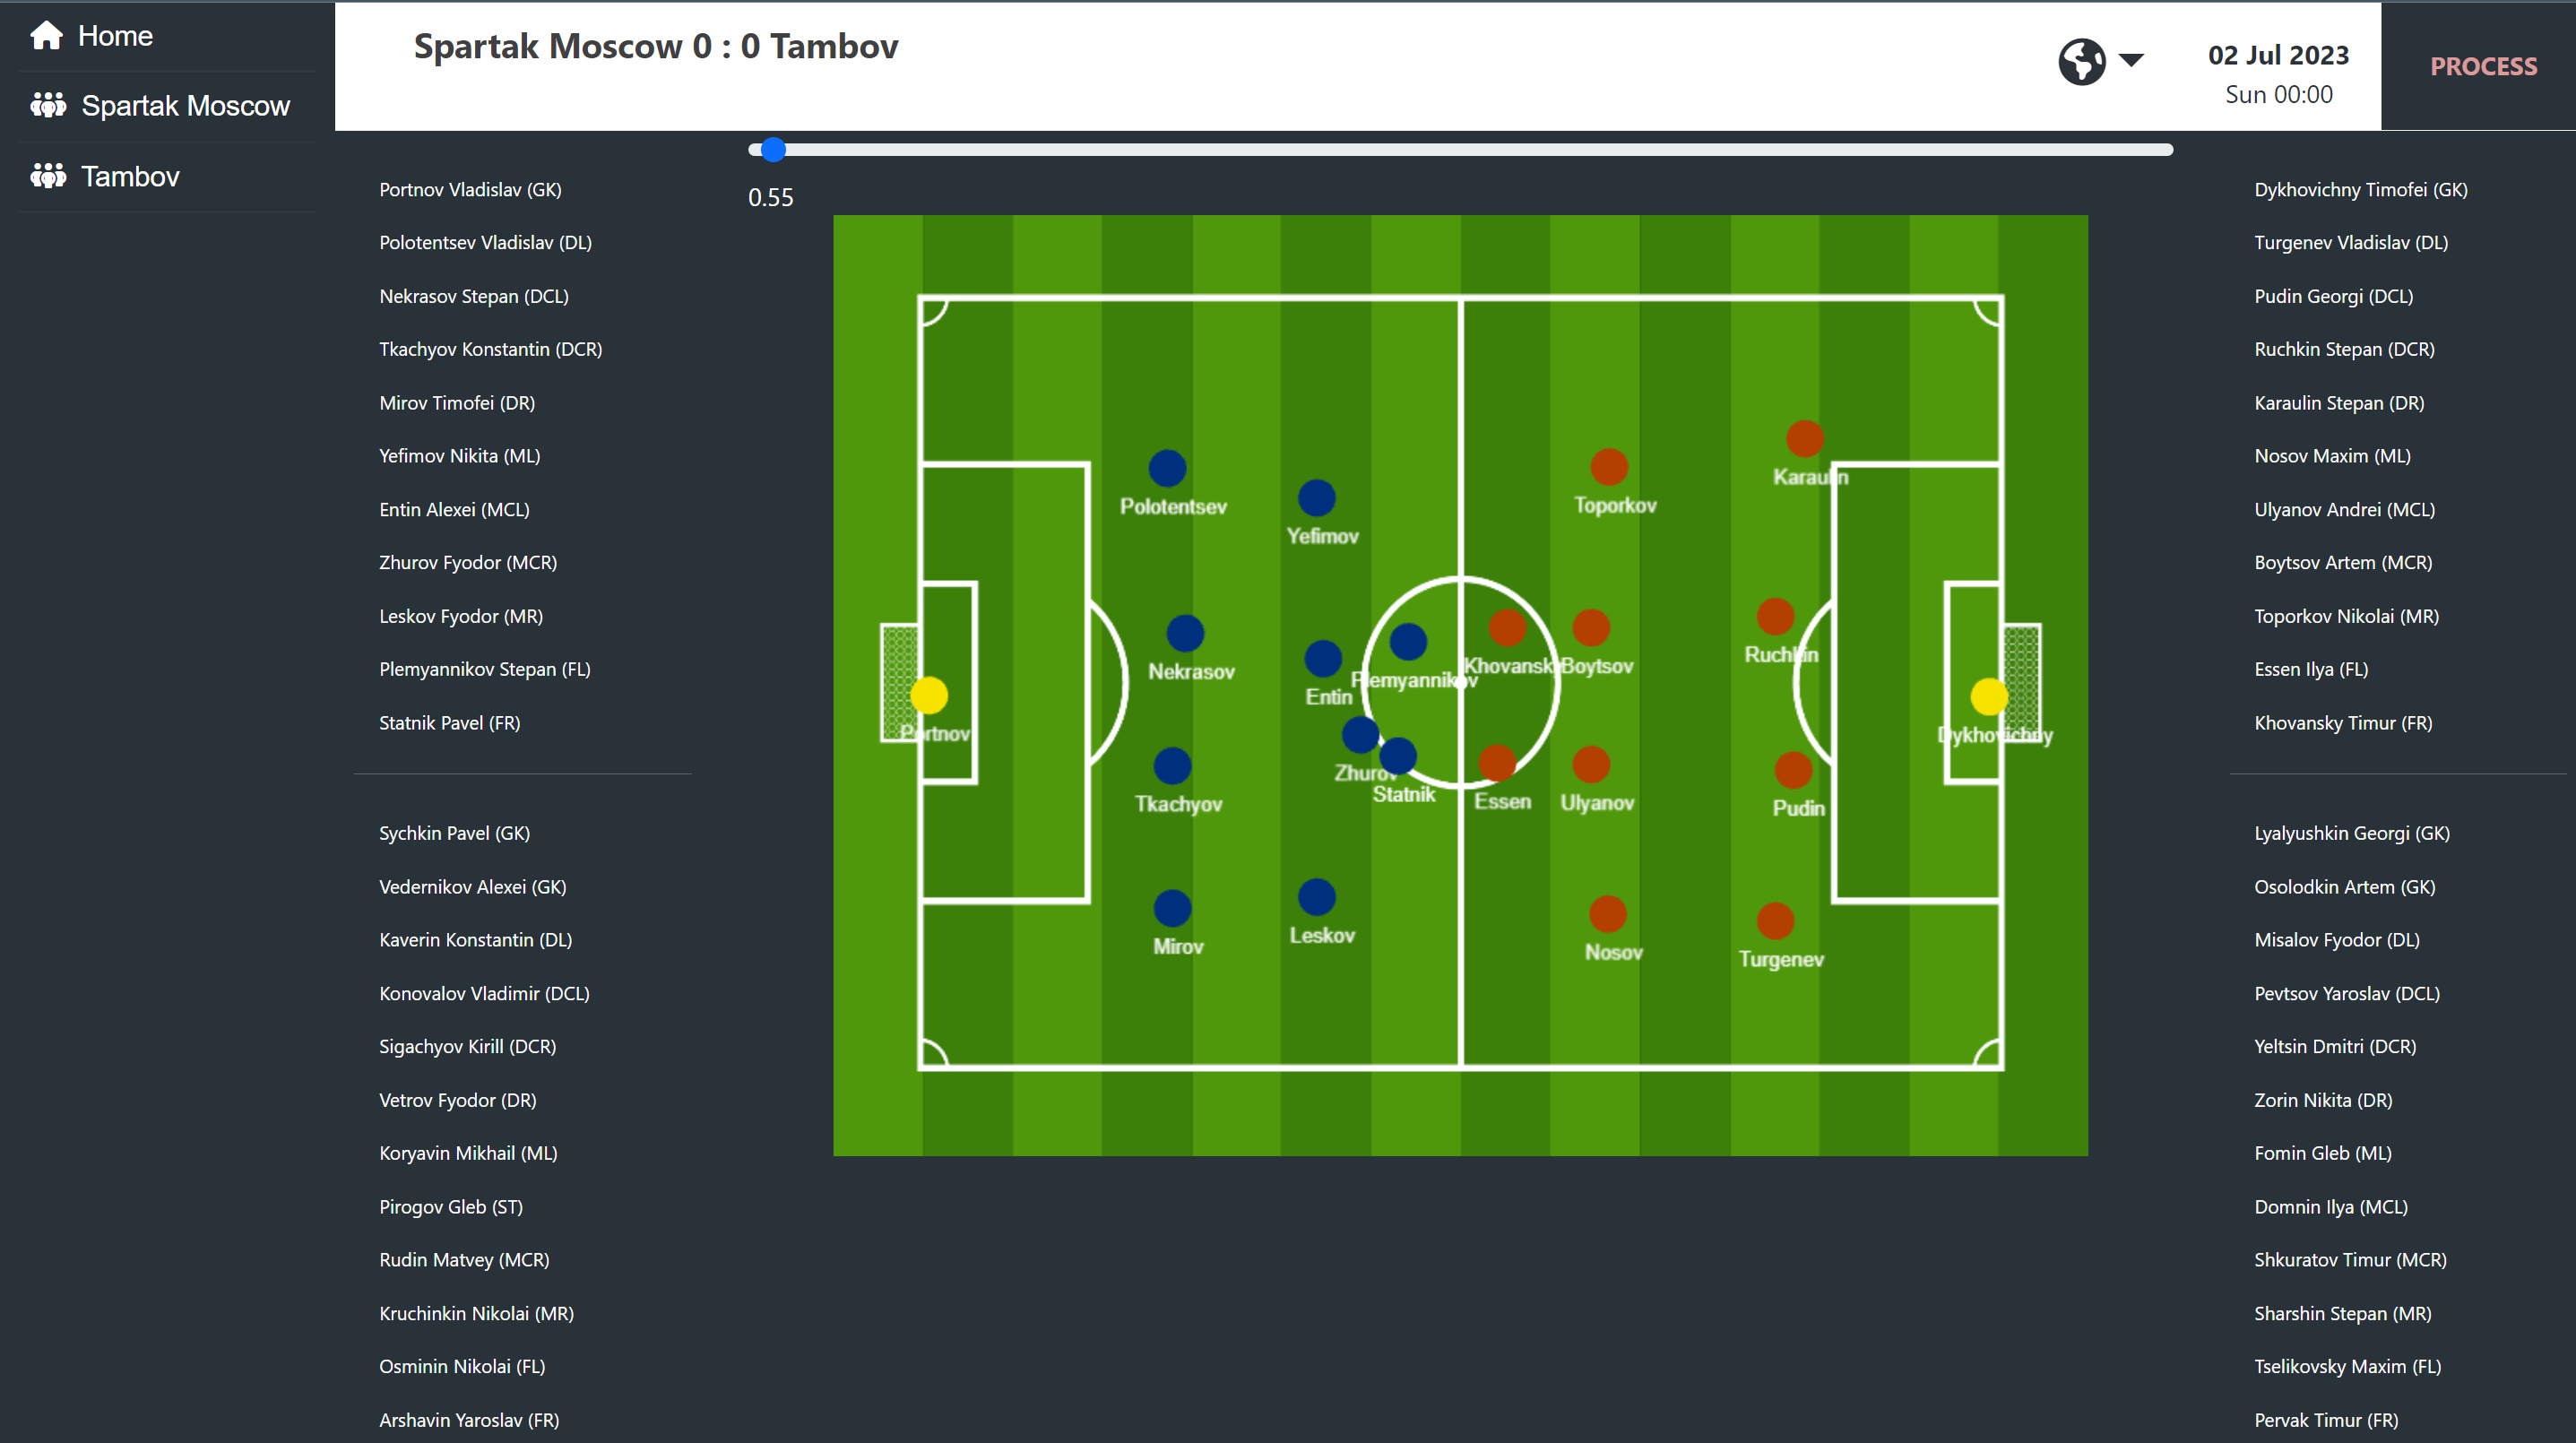 Home
Spartak Moscow
Tambov
Spartak Moscow 0 : 0 Tambov
02 Jul 2023
Sun 00:00
PROCESS
0.55
Portnov Vladislav (GK)
Polotentsev Vladislav (DL)
Nekrasov Stepan (DCL)
Tkachyov Konstantin (DCR)
Mirov Timofei (DR)
Yefimov Nikita (ML)
Entin Alexei (MCL)
Zhurov Fyodor (MCR)
Leskov Fyodor (MR)
Plemyannikov Stepan (FL)
Statnik Pavel (FR)
Sychkin Pavel (GK)
Vedernikov Alexei (GK)
Kaverin Konstantin (DL)
Konovalov Vladimir (DCL)
Sigachyov Kirill (DCR)
Vetrov Fyodor (DR)
Koryavin Mikhail (ML)
Pirogov Gleb (ST)
Rudin Matvey (MCR)
Kruchinkin Nikolai (MR)
Osminin Nikolai (FL)
Arshavin Yaroslav (FR)
Karaulin
Polotentsev
Toporkov
Yefimov
Ruchkin
Khovansky
Boytsov
Nekrasov
Plemyannikov
Entin
Portnov
Dykhovichny
Zhurov
Statnik
Essen
Ulyanov
Tkachyov
Pudin
Leskov
Mirov
Nosov
Turgenev
Dykhovichny Timofei (GK)
Turgenev Vladislav (DL)
Pudin Georgi (DCL)
Ruchkin Stepan (DCR)
Karaulin Stepan (DR)
Nosov Maxim (ML)
Ulyanov Andrei (MCL)
Boytsov Artem (MCR)
Toporkov Nikolai (MR)
Essen Ilya (FL)
Khovansky Timur (FR)
Lyalyushkin Georgi (GK)
Osolodkin Artem (GK)
Misalov Fyodor (DL)
Pevtsov Yaroslav (DCL)
Yeltsin Dmitri (DCR)
Zorin Nikita (DR)
Fomin Gleb (ML)
Domnin Ilya (MCL)
Shkuratov Timur (MCR)
Sharshin Stepan (MR)
Tselikovsky Maxim (FL)
Pervak Timur (FR)